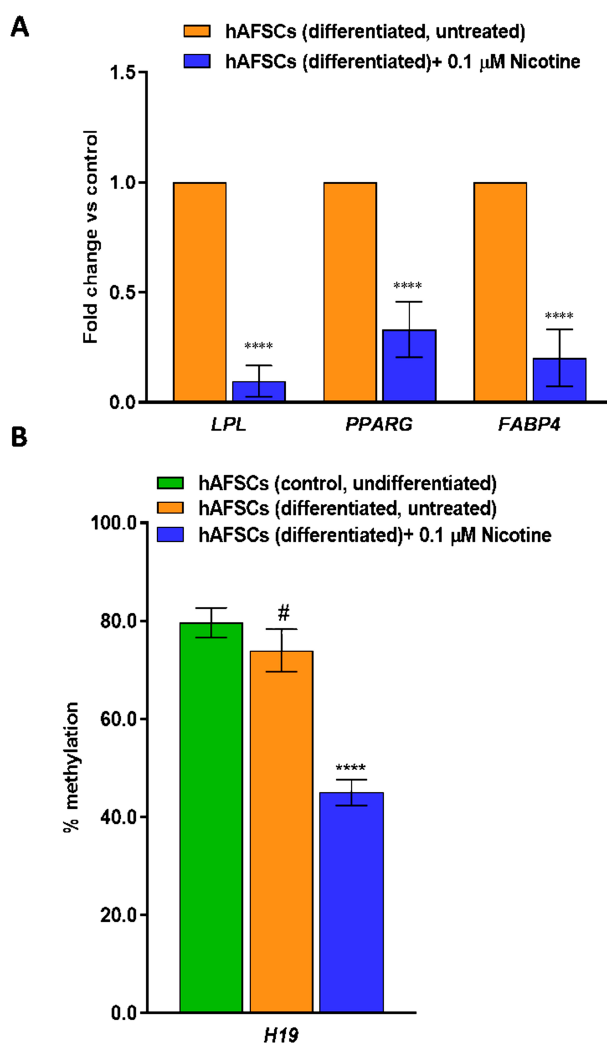 A
hAFSCs (differentiated, untreated)
hAFSCs (differentiated)+ 0.1 μM Nicotine
Fold change vs control
1.5
1.0
0.5
0.0
****
****
****
LPL PPARG FABP4
B
hAFSCs (control, undifferentiated)
hAFSCs (differentiated, untreated)
hAFSCs (differentiated)+ 0.1 μM Nicotine
% methylation
100.0
80.0
60.0
40.0
20.0
0.0
#
****
H19